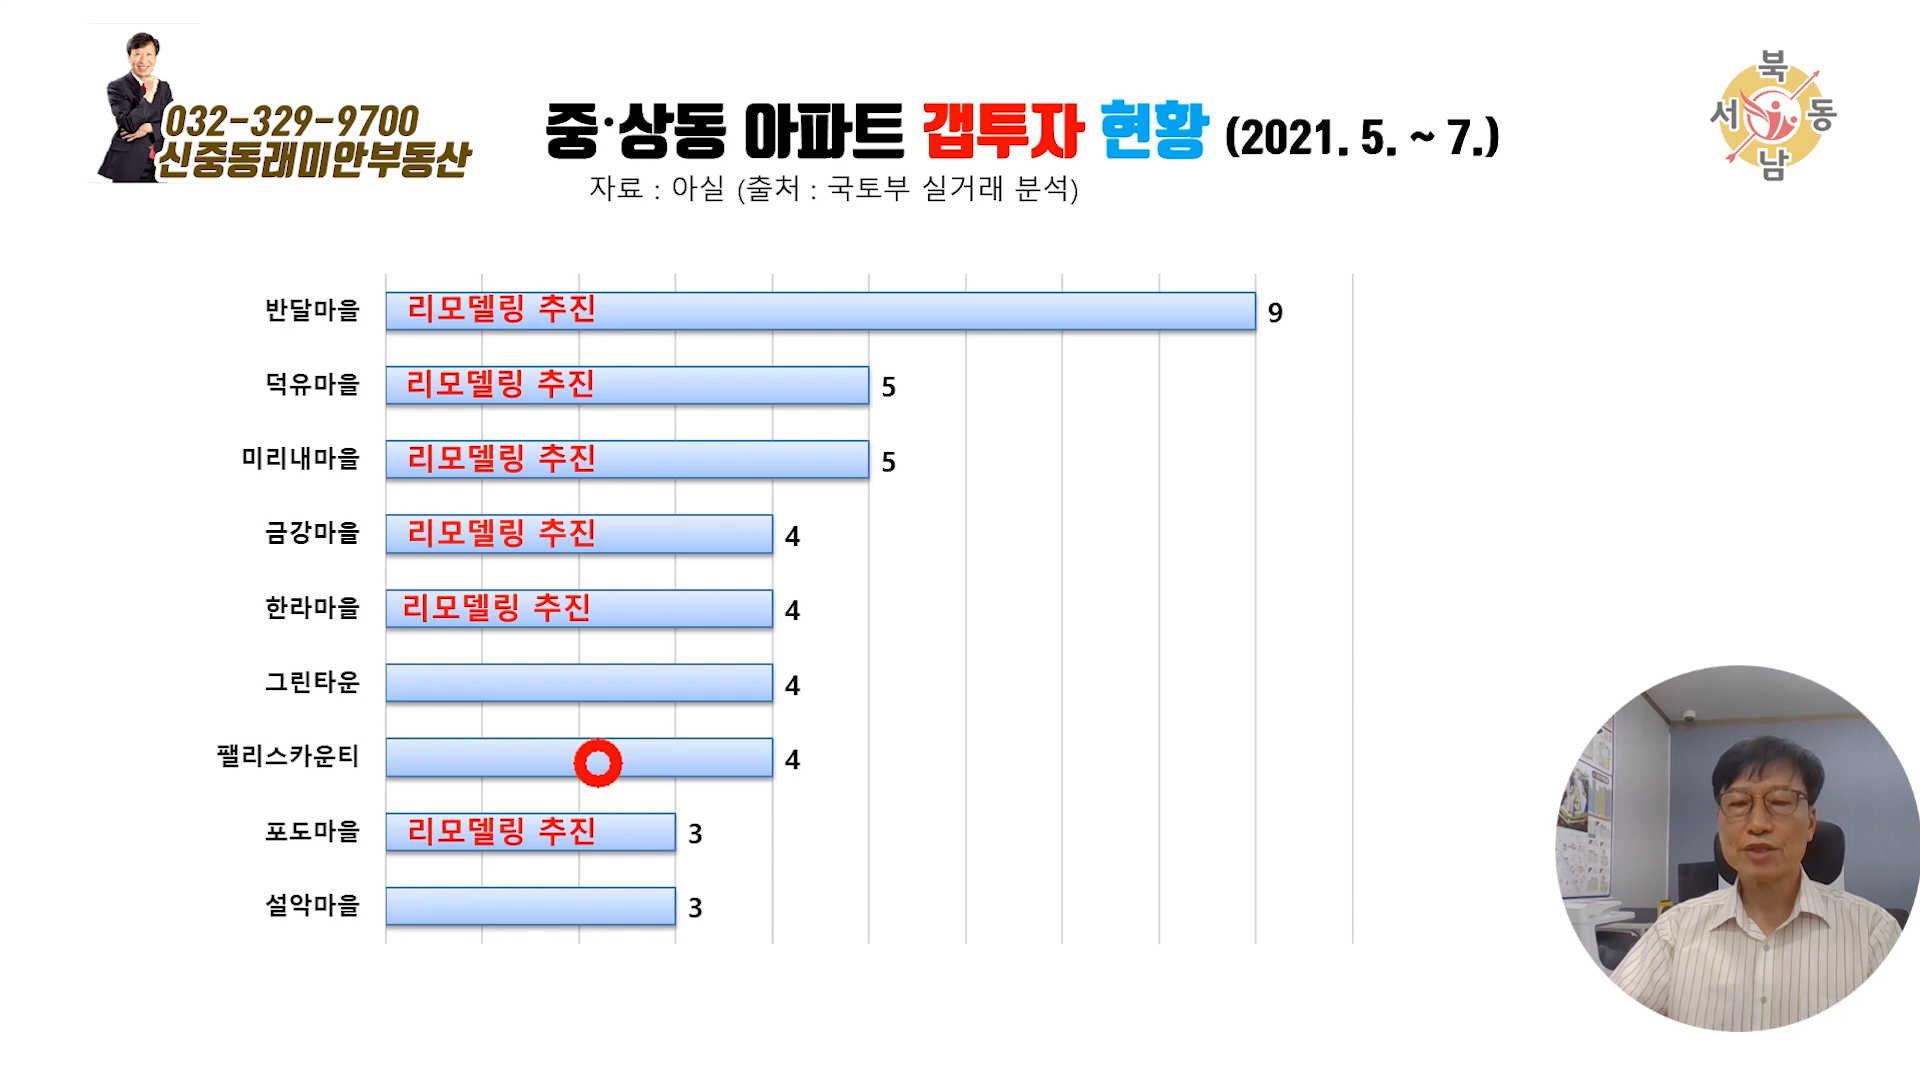 032-329-9700
신중동래미안부동산
중·상동 아파트 갭투자 현황 (2021. 5. ~ 7.)
자료 : 아실 (출처 : 국토부 실거래 분석)
북
서 동
남
반달마을 리모델링 추진 9
덕유마을 리모델링 추진 5
미리내마을 리모델링 추진 5
금강마을 리모델링 추진 4
한라마을 리모델링 추진 4
그린타운 4
팰리스카운티 4
포도마을 리모델링 추진 3
설악마을 3